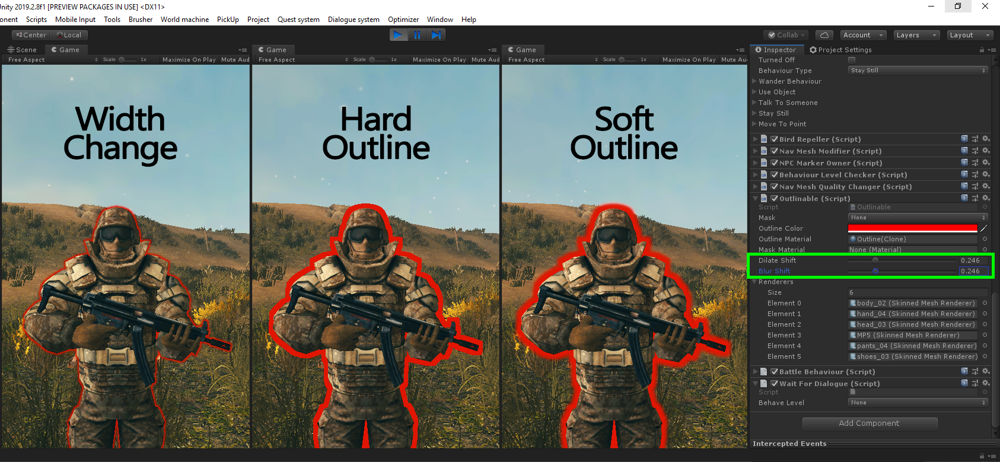 Unity 2019.2.8f1 [PREVIEW PACKAGES IN USE] <DX11>
onent Scripts Mobile Input Tools Brusher World machine PickUp Project Quest system Dialogue system Optimizer Window Help
Center Local Collab Account Layers Layout
Scene Game Game Game Inspector Project Settings
Free Aspect Scale 1x Maximize On Play Mute Aud
Free Aspect Scale 1x Maximize On Play Mute Aud
Free Aspect Scale 1x Maximize On Play Mute Au
Width
Change
Hard
Outline
Soft
Outline
Turned Off
Behaviour Type Stay Still
Wander Behaviour
Use Object
Talk To Someone
Stay Still
Move To Point
Bird Repeller (Script)
Nav Mesh Modifier (Script)
NPC Marker Owner (Script)
Behaviour Level Checker (Script)
Nav Mesh Quality Changer (Script)
Outlinable (Script)
Script Outlinable
Mask None
Outline Color
Outline Material Outline(Clone)
Mask Material None (Material)
Dilate Shift 0.246
Blur Shift 0.246
Renderers
Size 6
Element 0 body_02 (Skinned Mesh Renderer)
Element 1 hand_04 (Skinned Mesh Renderer)
Element 2 head_03 (Skinned Mesh Renderer)
Element 3 MP5 (Skinned Mesh Renderer)
Element 4 pants_04 (Skinned Mesh Renderer)
Element 5 shoes_03 (Skinned Mesh Renderer)
Battle Behaviour (Script)
Wait For Dialogue (Script)
Script
Behave Level None
Add Component
Intercepted Events